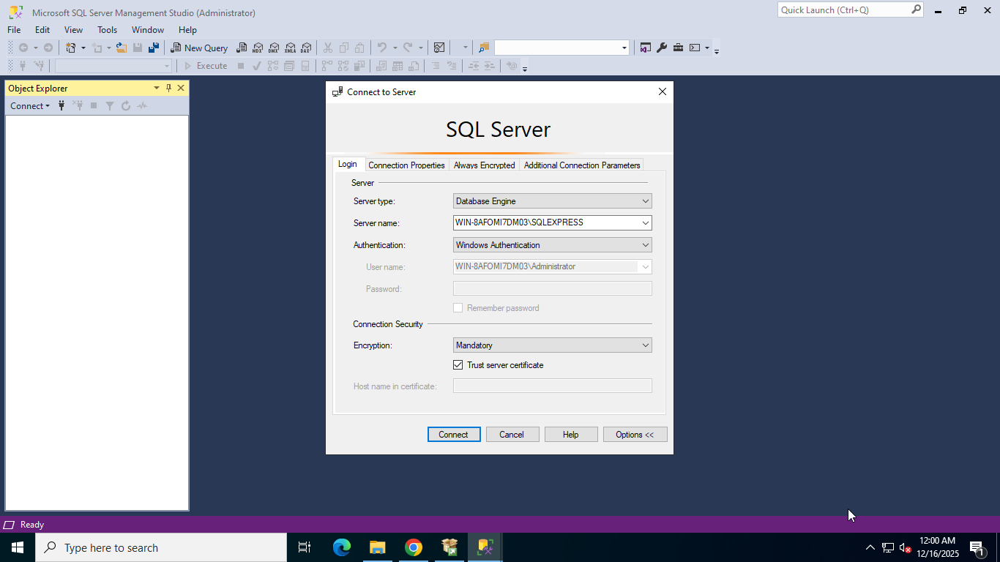 Microsoft SQL Server Management Studio (Administrator)
Quick Launch (Ctrl+Q)
File Edit View Tools Window Help
New Query
MDX DMX XMLA DAX
Execute
Object Explorer
Connect
Connect to Server
SQL Server
Login Connection Properties Always Encrypted Additional Connection Parameters
Server
Server type: Database Engine
Server name: WIN-8AFOMI7DM03\SQLEXPRESS
Authentication: Windows Authentication
User name: WIN-8AFOMI7DM03\Administrator
Password:
Remember password
Connection Security
Encryption: Mandatory
Trust server certificate
Host name in certificate:
Connect Cancel Help Options <<
Ready
Type here to search
12:00 AM
12/16/2025
1